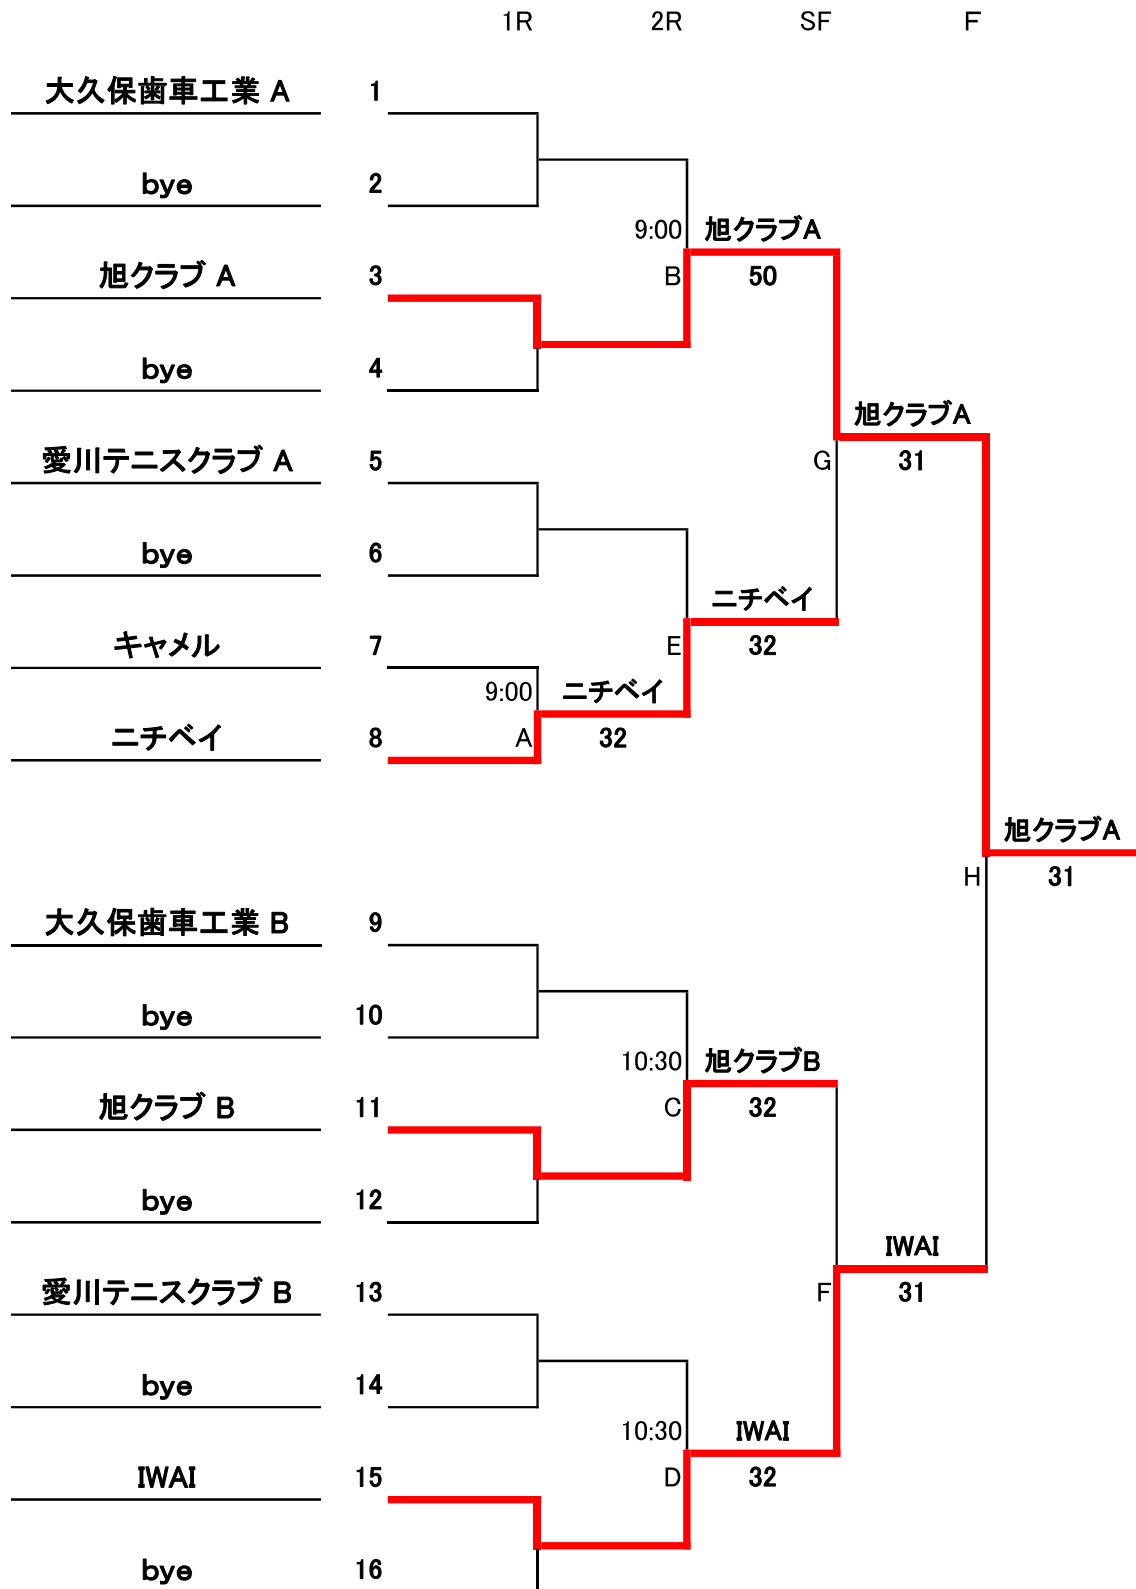 1R 2R SF F
大久保歯車工業 A 1
bye 2
9:00 旭クラブA
旭クラブ A 3 B 50
bye 4
旭クラブA
愛川テニスクラブ A 5 G 31
bye 6
ニチベイ
キャメル 7 E 32
9:00 ニチベイ
ニチベイ 8 A 32
旭クラブA
H 31
大久保歯車工業 B 9
bye 10
10:30 旭クラブB
旭クラブ B 11 C 32
bye 12
IWAI
愛川テニスクラブ B 13 F 31
bye 14
10:30 IWAI
IWAI 15 D 32
bye 16